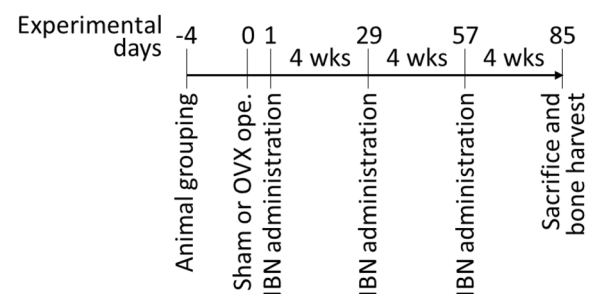 Experimental
days
-4 0 1 29 57 85
4 wks 4 wks 4 wks
Animal grouping
Sham or OVX ope.
IBN administration
IBN administration
IBN administration
Sacrifice and
bone harvest